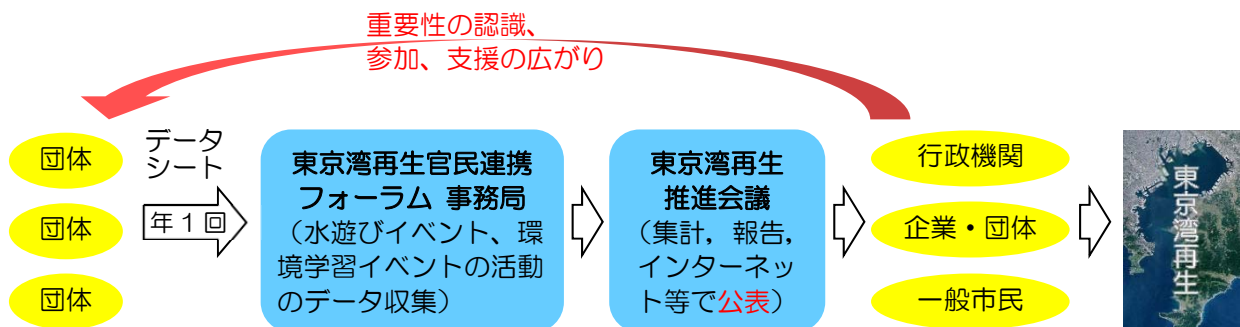 重要性の認識、
参加、支援の広がり
団体
団体
団体
データ
シート
年１回
東京湾再生官民連携
フォーラム 事務局
（水遊びイベント、環
境学習イベントの活動
のデータ収集）
東京湾再生
推進会議
（集計，報告，
インターネッ
ト等で公表）
行政機関
企業・団体
一般市民
東京湾再生